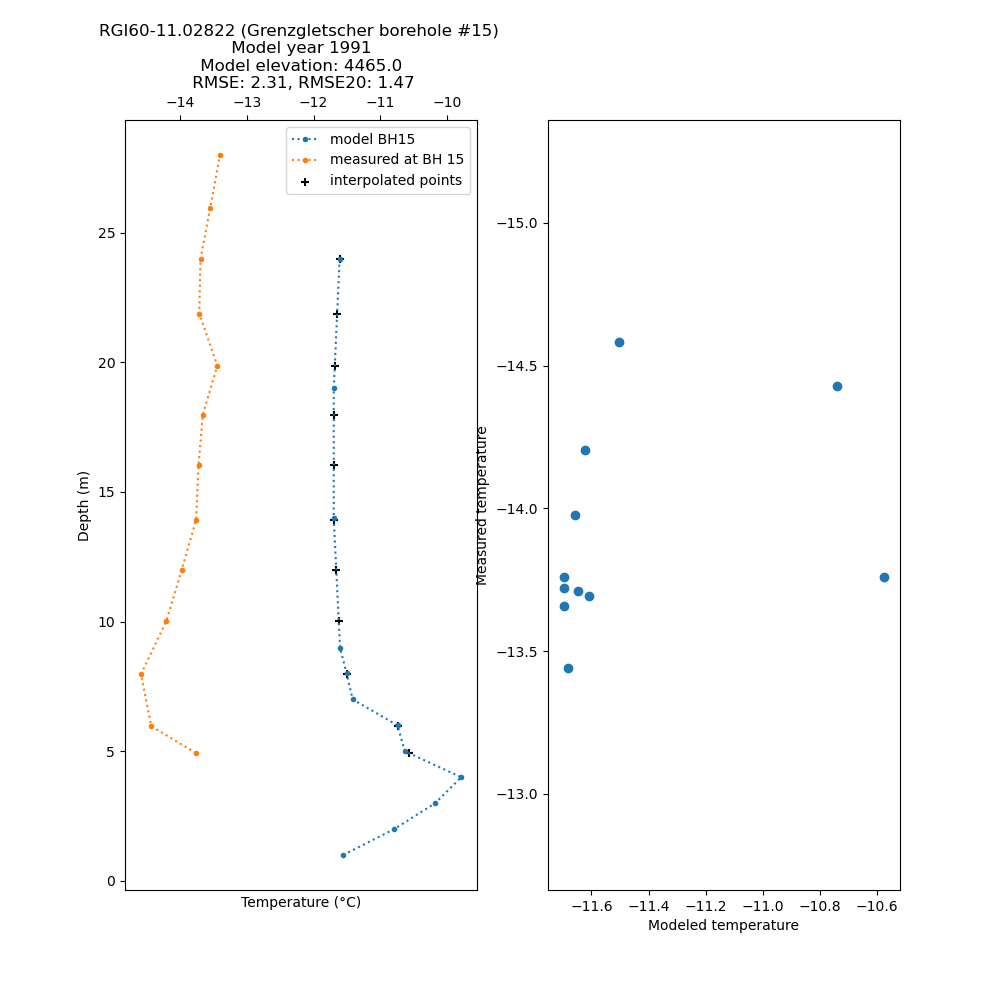 RGI60-11.02822 (Grenzgletscher borehole #15)
Model year 1991
Model elevation: 4465.0
RMSE: 2.31, RMSE20: 1.47
−14 −13 −12 −11 −10
model BH15
measured at BH 15
interpolated points
25
20
15
10
5
0
Depth (m)
Temperature (°C)
−15.0
−14.5
−14.0
−13.5
−13.0
Measured temperature
−11.6 −11.4 −11.2 −11.0 −10.8 −10.6
Modeled temperature